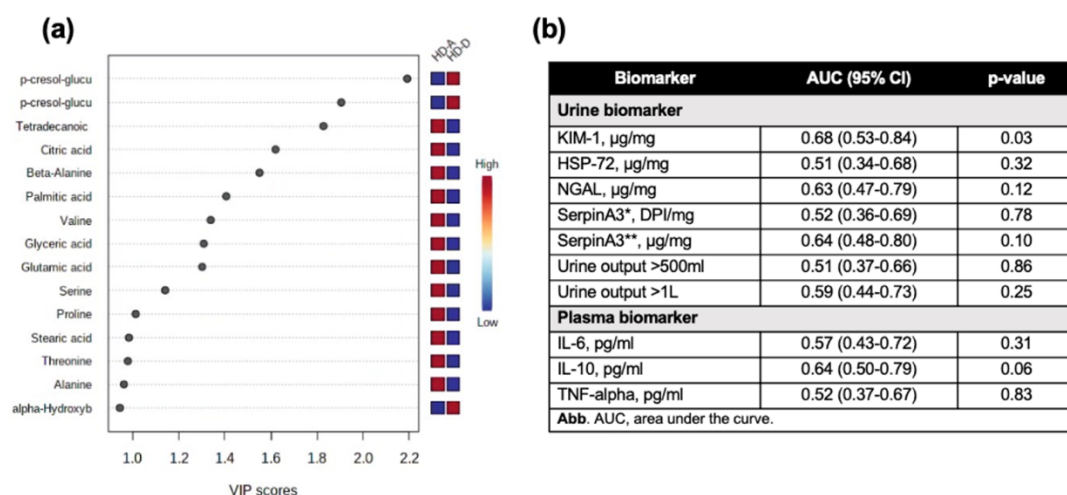 (a)
HD-A
HD-D
p-cresol-glucu
p-cresol-glucu
Tetradecanoic
Citric acid
Beta-Alanine
Palmitic acid
Valine
Glyceric acid
Glutamic acid
Serine
Proline
Stearic acid
Threonine
Alanine
alpha-Hydroxyb
1.0 1.2 1.4 1.6 1.8 2.0 2.2
VIP scores
High
Low
(b)
Biomarker AUC (95% CI) p-value
Urine biomarker
KIM-1, µg/mg 0.68 (0.53-0.84) 0.03
HSP-72, µg/mg 0.51 (0.34-0.68) 0.32
NGAL, µg/mg 0.63 (0.47-0.79) 0.12
SerpinA3*, DPI/mg 0.52 (0.36-0.69) 0.78
SerpinA3**, µg/mg 0.64 (0.48-0.80) 0.10
Urine output >500ml 0.51 (0.37-0.66) 0.86
Urine output >1L 0.59 (0.44-0.73) 0.25
Plasma biomarker
IL-6, pg/ml 0.57 (0.43-0.72) 0.31
IL-10, pg/ml 0.64 (0.50-0.79) 0.06
TNF-alpha, pg/ml 0.52 (0.37-0.67) 0.83
Abb. AUC, area under the curve.